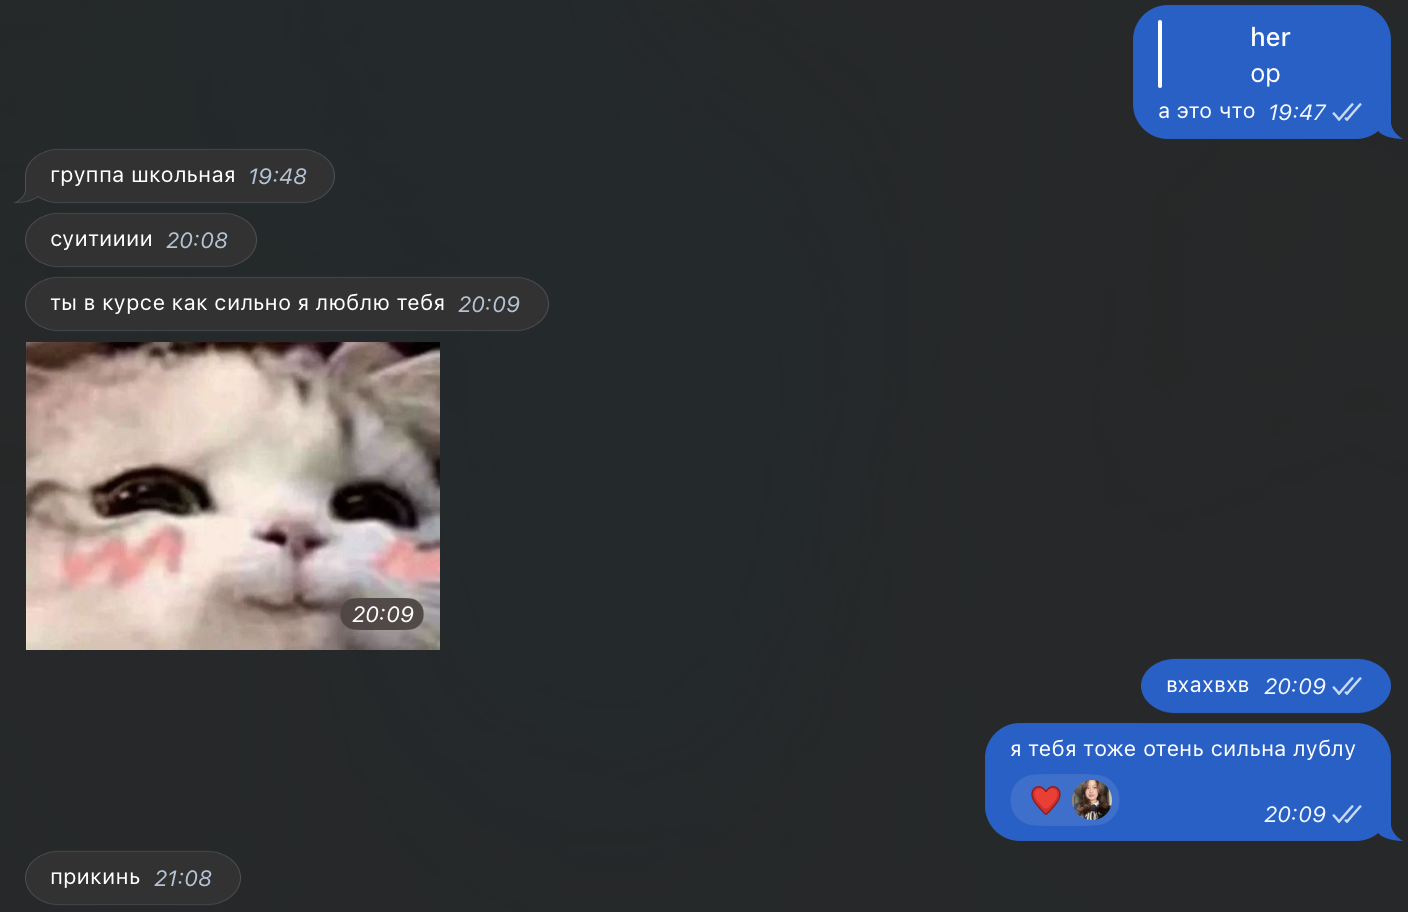 her
op
а это что 19:47
группа школьная 19:48
суитииии 20:08
ты в курсе как сильно я люблю тебя 20:09
20:09
вхахвхв 20:09
я тебя тоже отень сильна лублу
20:09
прикинь 21:08